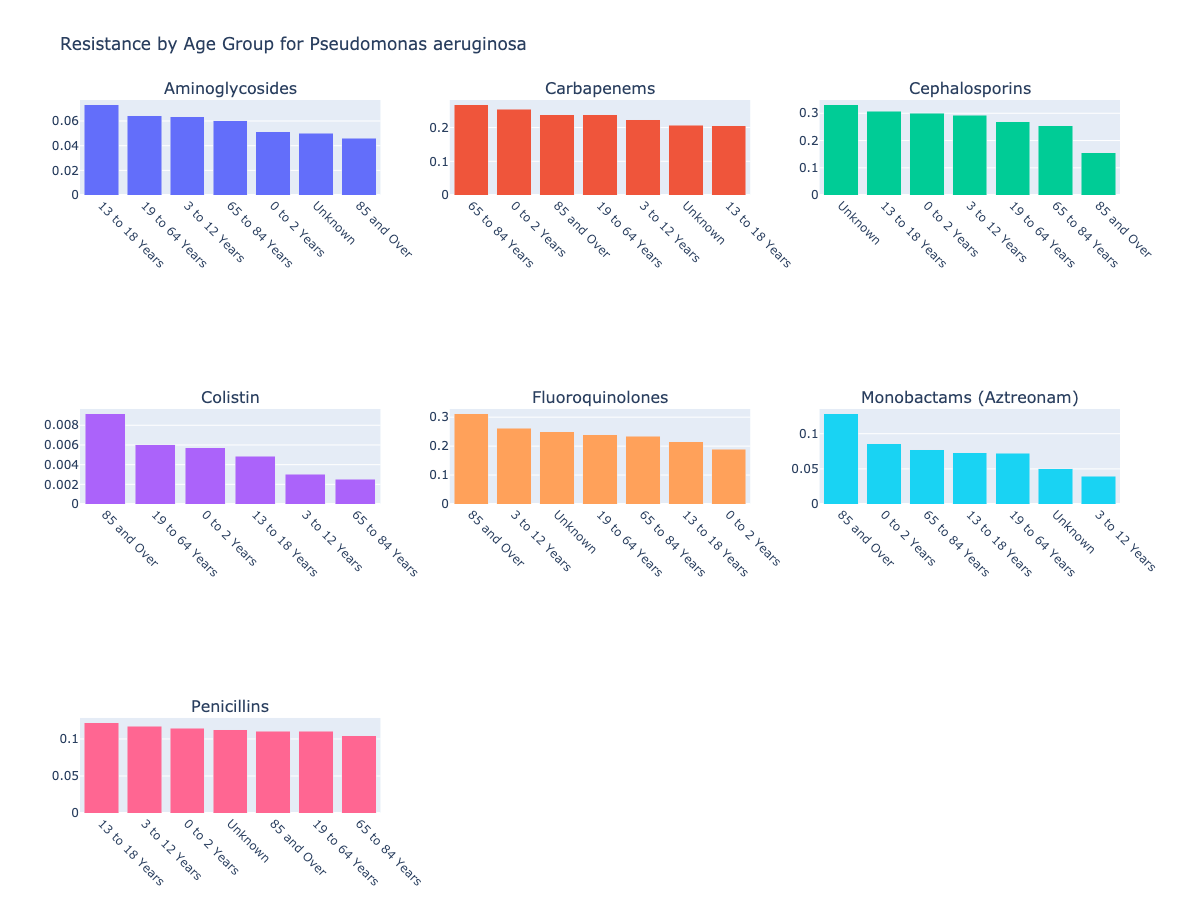 Resistance by Age Group for Pseudomonas aeruginosa
Aminoglycosides
0.06
0.04
0.02
0
13 to 18 Years
19 to 64 Years
3 to 12 Years
65 to 84 Years
0 to 2 Years
Unknown
85 and Over
Carbapenems
0.2
0.1
0
65 to 84 Years
0 to 2 Years
85 and Over
19 to 64 Years
3 to 12 Years
Unknown
13 to 18 Years
Cephalosporins
0.3
0.2
0.1
0
Unknown
13 to 18 Years
0 to 2 Years
3 to 12 Years
19 to 64 Years
65 to 84 Years
85 and Over
Colistin
0.008
0.006
0.004
0.002
0
85 and Over
19 to 64 Years
0 to 2 Years
13 to 18 Years
3 to 12 Years
65 to 84 Years
Fluoroquinolones
0.3
0.2
0.1
0
85 and Over
3 to 12 Years
Unknown
19 to 64 Years
65 to 84 Years
13 to 18 Years
0 to 2 Years
Monobactams (Aztreonam)
0.1
0.05
0
85 and Over
0 to 2 Years
65 to 84 Years
13 to 18 Years
19 to 64 Years
Unknown
3 to 12 Years
Penicillins
0.1
0.05
0
13 to 18 Years
3 to 12 Years
0 to 2 Years
Unknown
85 and Over
19 to 64 Years
65 to 84 Years